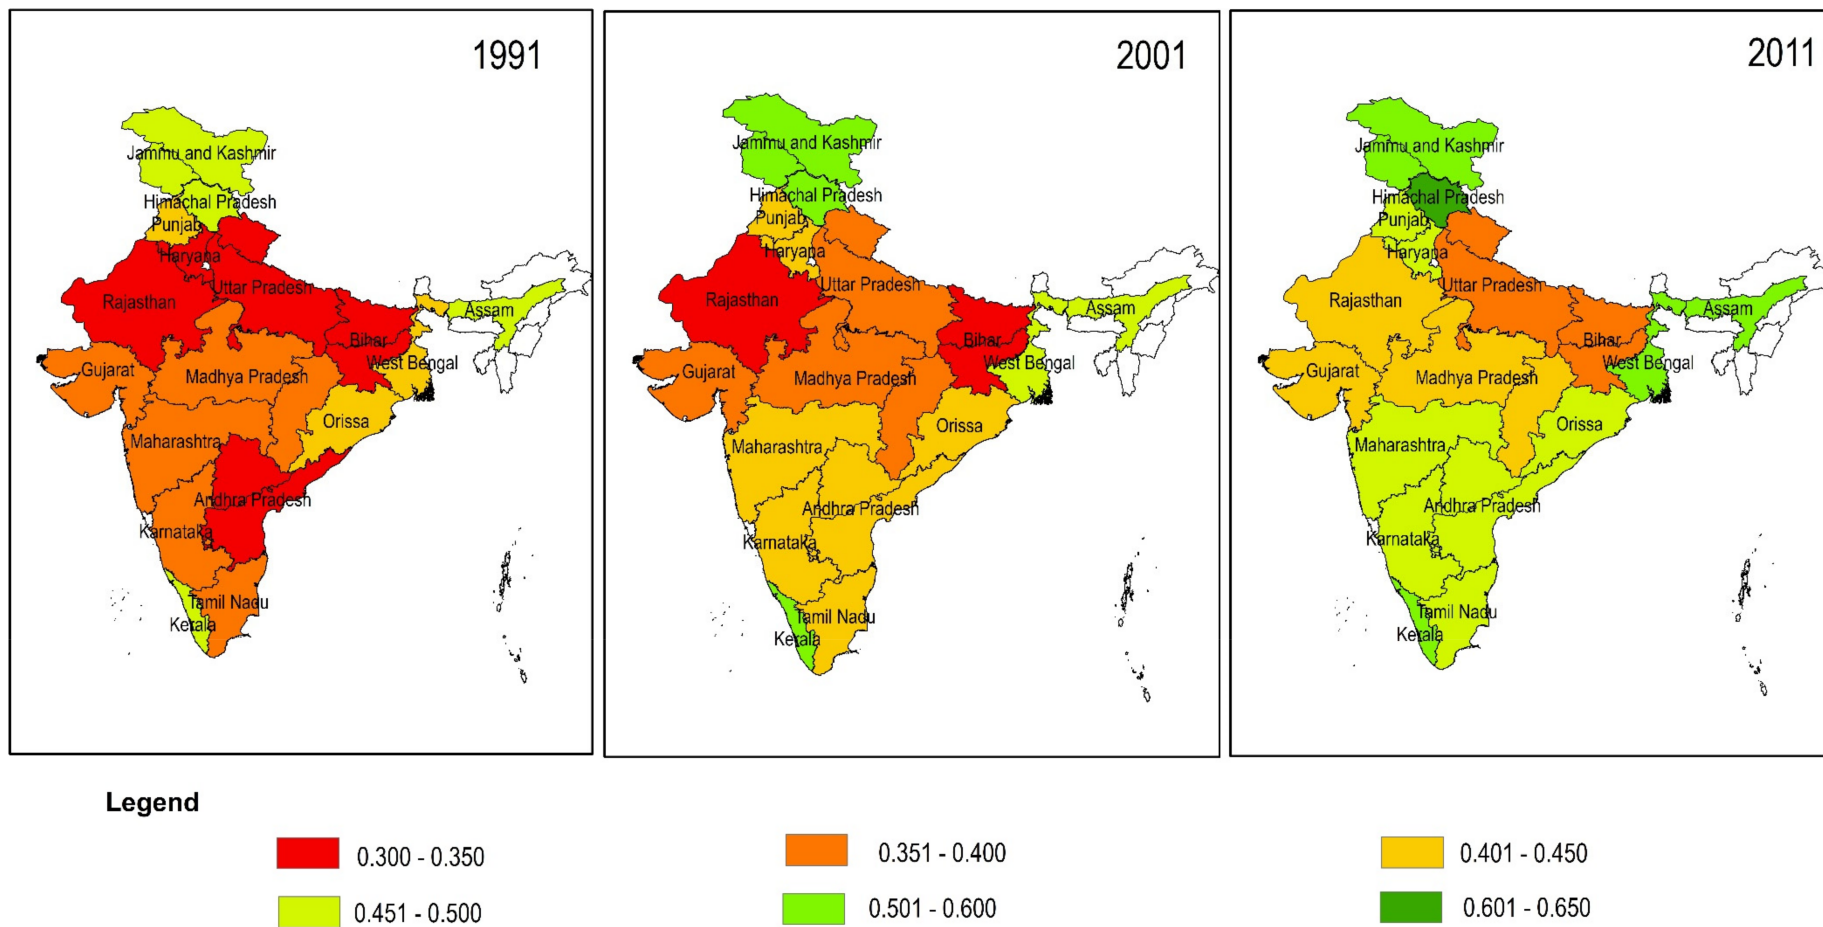 1991
Jammu and Kashmir
Himachal Pradesh
Punjab
Haryana
Uttar Pradesh
Rajasthan
Assam
Bihar
West Bengal
Gujarat
Madhya Pradesh
Orissa
Maharashtra
Andhra Pradesh
Karnataka
Tamil Nadu
Kerala
2001
Jammu and Kashmir
Himachal Pradesh
Punjab
Haryana
Uttar Pradesh
Rajasthan
Assam
Bihar
West Bengal
Gujarat
Madhya Pradesh
Orissa
Maharashtra
Andhra Pradesh
Karnataka
Tamil Nadu
Kerala
2011
Jammu and Kashmir
Himachal Pradesh
Punjab
Haryana
Uttar Pradesh
Rajasthan
Assam
Bihar
West Bengal
Gujarat
Madhya Pradesh
Orissa
Maharashtra
Andhra Pradesh
Karnataka
Tamil Nadu
Kerala
Legend
0.300 - 0.350
0.351 - 0.400
0.401 - 0.450
0.451 - 0.500
0.501 - 0.600
0.601 - 0.650